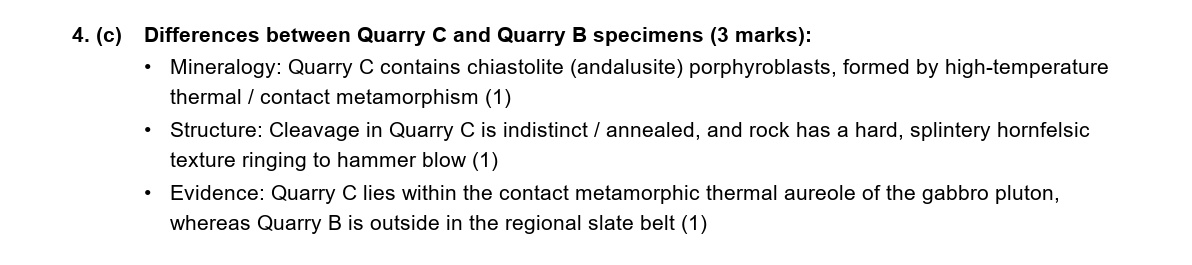 4. (c) Differences between Quarry C and Quarry B specimens (3 marks):
• Mineralogy: Quarry C contains chiastolite (andalusite) porphyroblasts, formed by high-temperature
thermal / contact metamorphism (1)
• Structure: Cleavage in Quarry C is indistinct / annealed, and rock has a hard, splintery hornfelsic
texture ringing to hammer blow (1)
• Evidence: Quarry C lies within the contact metamorphic thermal aureole of the gabbro pluton,
whereas Quarry B is outside in the regional slate belt (1)